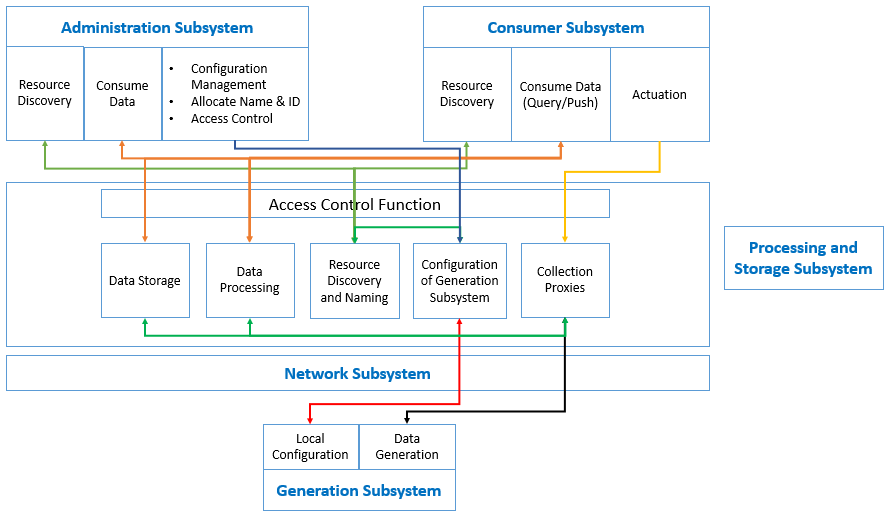 Administration Subsystem
Resource
Discovery
Consume
Data
• Configuration
Management
• Allocate Name & ID
• Access Control
Consumer Subsystem
Resource
Discovery
Consume Data
(Query/Push)
Actuation
Access Control Function
Data Storage
Data
Processing
Resource
Discovery
and Naming
Configuration
of Generation
Subsystem
Collection
Proxies
Processing and
Storage Subsystem
Network Subsystem
Local
Configuration
Data
Generation
Generation Subsystem